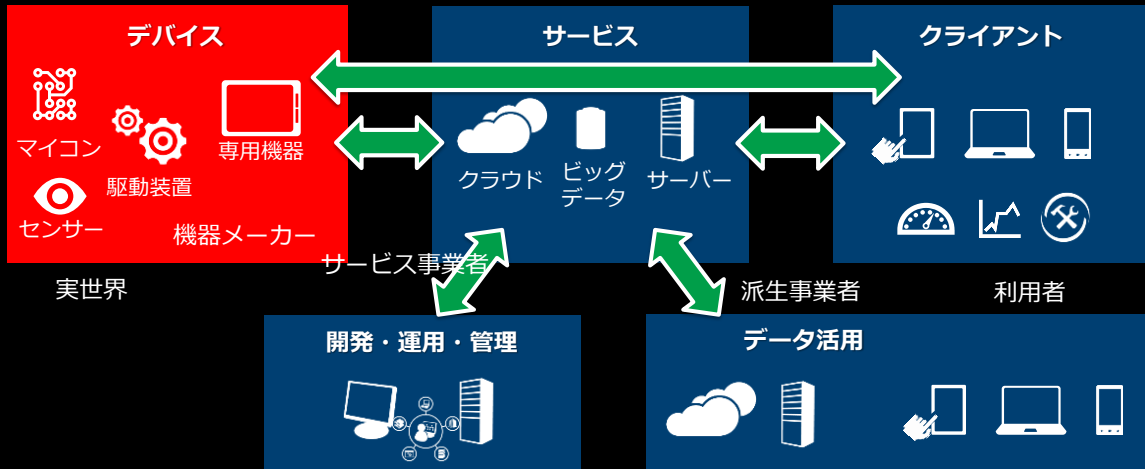 デバイス
マイコン
駆動装置
専用機器
センサー
機器メーカー
実世界
サービス
クラウド
ビッグ
データ
サーバー
サービス事業者
クライアント
派生事業者
利用者
開発・運用・管理
データ活用